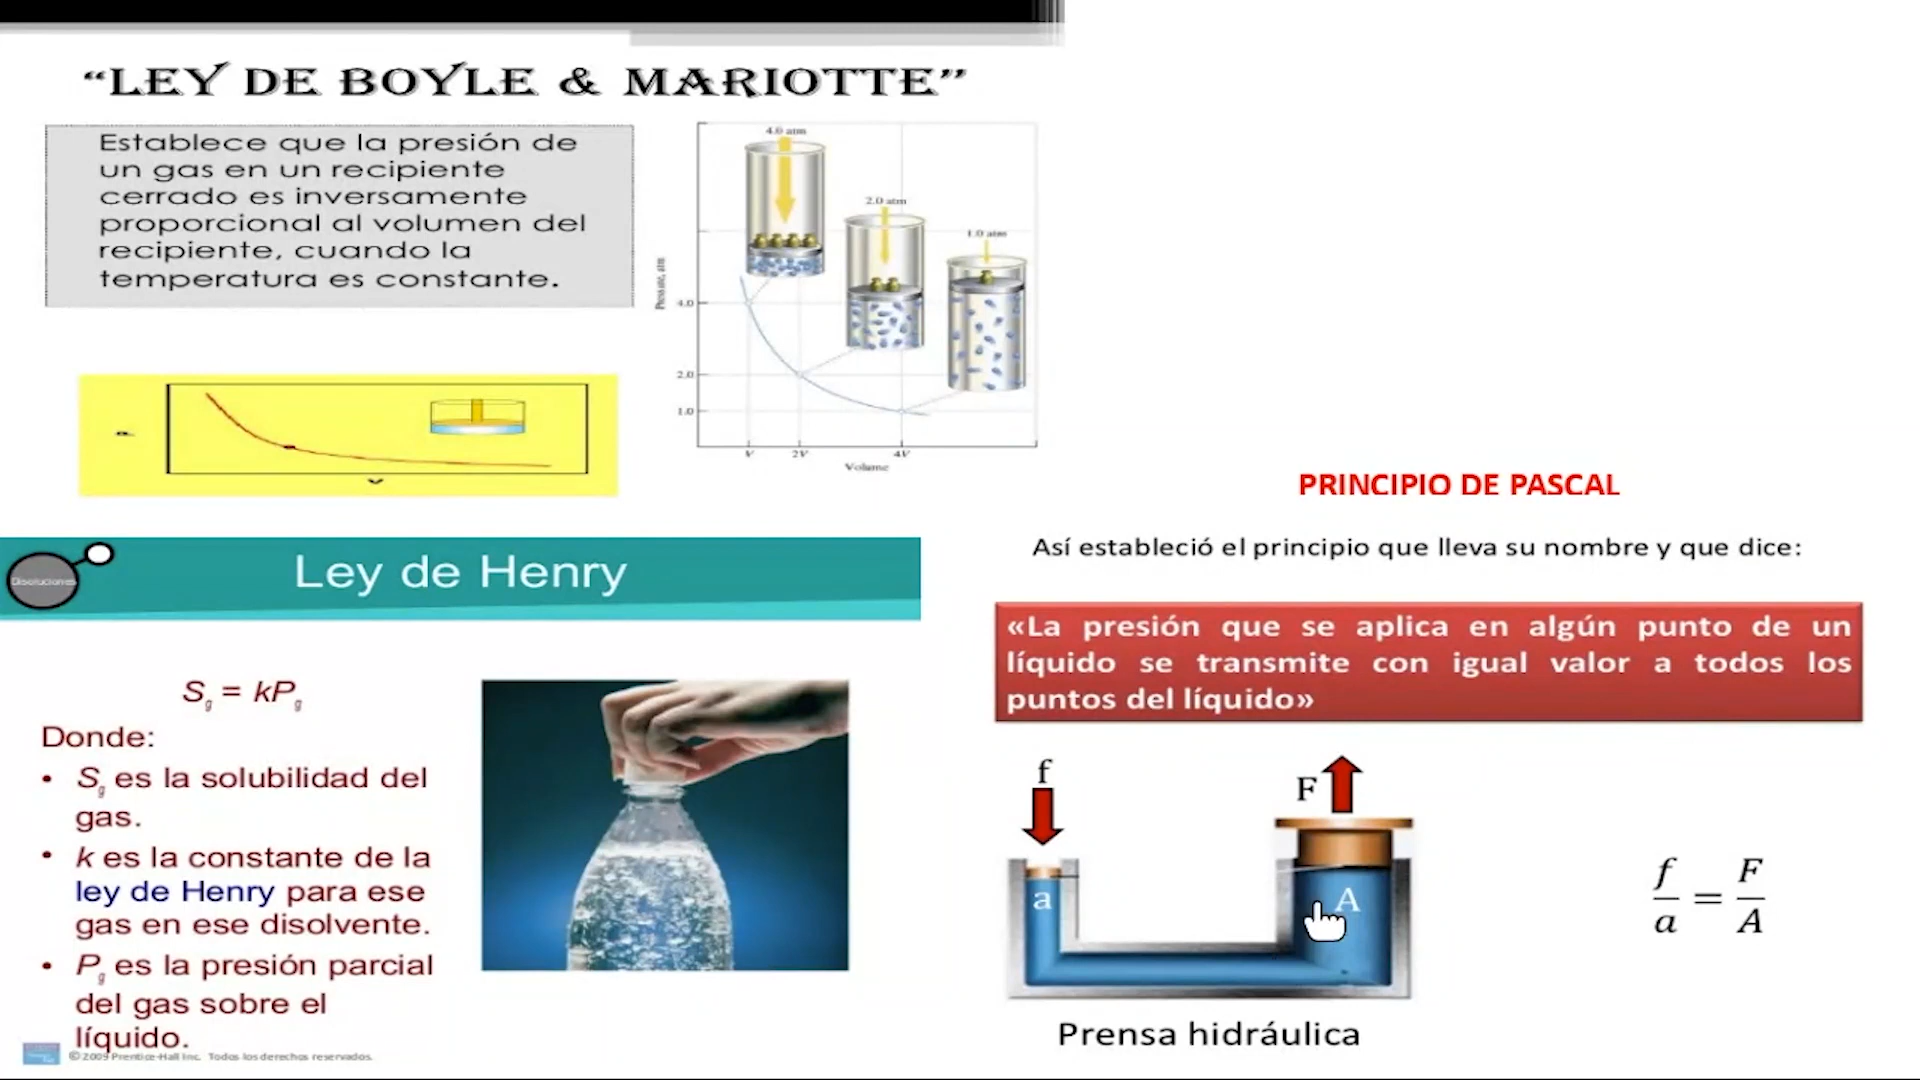 “LEY DE BOYLE & MARIOTTE”
Establece que la presión de
un gas en un recipiente
cerrado es inversamente
proporcional al volumen del
recipiente, cuando la
temperatura es constante.
4.0 atm
2.0 atm
1.0 atm
Pressure, atm
4.0
2.0
1.0
V
2V
4V
Volume
P
V
PRINCIPIO DE PASCAL
Así estableció el principio que lleva su nombre y que dice:
«La presión que se aplica en algún punto de un
líquido se transmite con igual valor a todos los
puntos del líquido»
f
F
a
A
f/a = F/A
Prensa hidráulica
Disoluciones
Ley de Henry
Sg = kPg
Donde:
• Sg es la solubilidad del
gas.
• k es la constante de la
ley de Henry para ese
gas en ese disolvente.
• Pg es la presión parcial
del gas sobre el
líquido.
© 2009 Prentice-Hall Inc. Todos los derechos reservados.